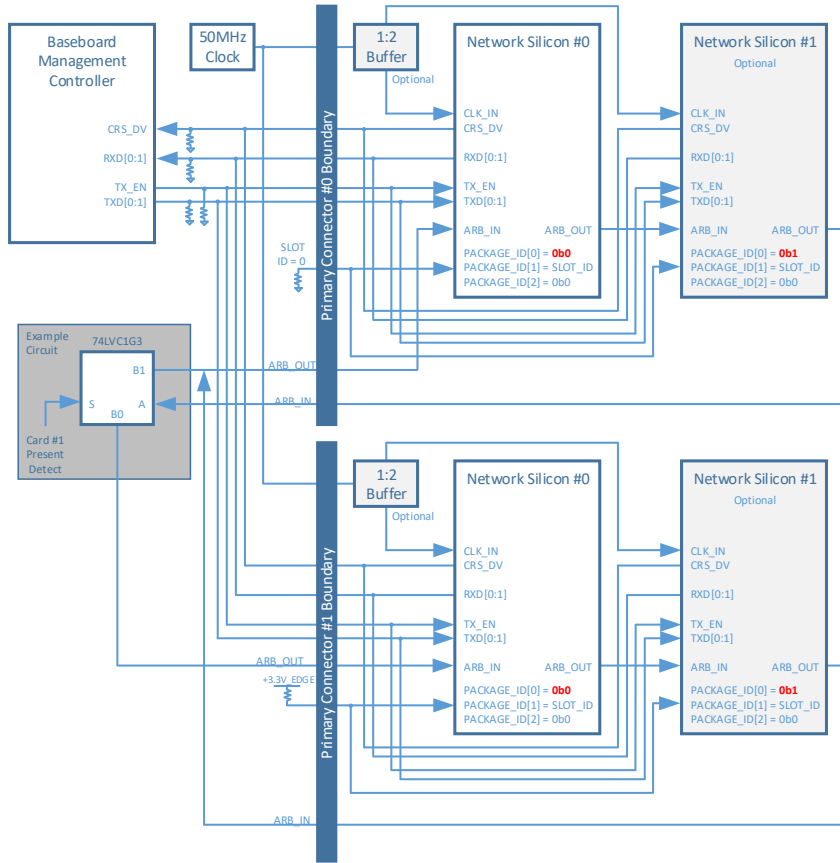 Baseboard
Management
Controller
CRS_DV
RXD[0:1]
TX_EN
TXD[0:1]
50MHz
Clock
Primary Connector #0 Boundary
1:2
Buffer
Optional
Network Silicon #0
CLK_IN
CRS_DV
RXD[0:1]
TX_EN
TXD[0:1]
ARB_IN
ARB_OUT
PACKAGE_ID[0] = 0b0
PACKAGE_ID[1] = SLOT_ID
PACKAGE_ID[2] = 0b0
Network Silicon #1
Optional
CLK_IN
CRS_DV
RXD[0:1]
TX_EN
TXD[0:1]
ARB_IN
ARB_OUT
PACKAGE_ID[0] = 0b1
PACKAGE_ID[1] = SLOT_ID
PACKAGE_ID[2] = 0b0
SLOT
ID = 0
Example
Circuit
74LVC1G3
B1
S
A
B0
Card #1
Present
Detect
ARB_OUT
ARB_IN
Primary Connector #1 Boundary
1:2
Buffer
Optional
Network Silicon #0
CLK_IN
CRS_DV
RXD[0:1]
TX_EN
TXD[0:1]
ARB_IN
ARB_OUT
PACKAGE_ID[0] = 0b0
PACKAGE_ID[1] = SLOT_ID
PACKAGE_ID[2] = 0b0
Network Silicon #1
Optional
CLK_IN
CRS_DV
RXD[0:1]
TX_EN
TXD[0:1]
ARB_IN
ARB_OUT
PACKAGE_ID[0] = 0b1
PACKAGE_ID[1] = SLOT_ID
PACKAGE_ID[2] = 0b0
ARB_OUT
+3.3V_EDGE
ARB_IN